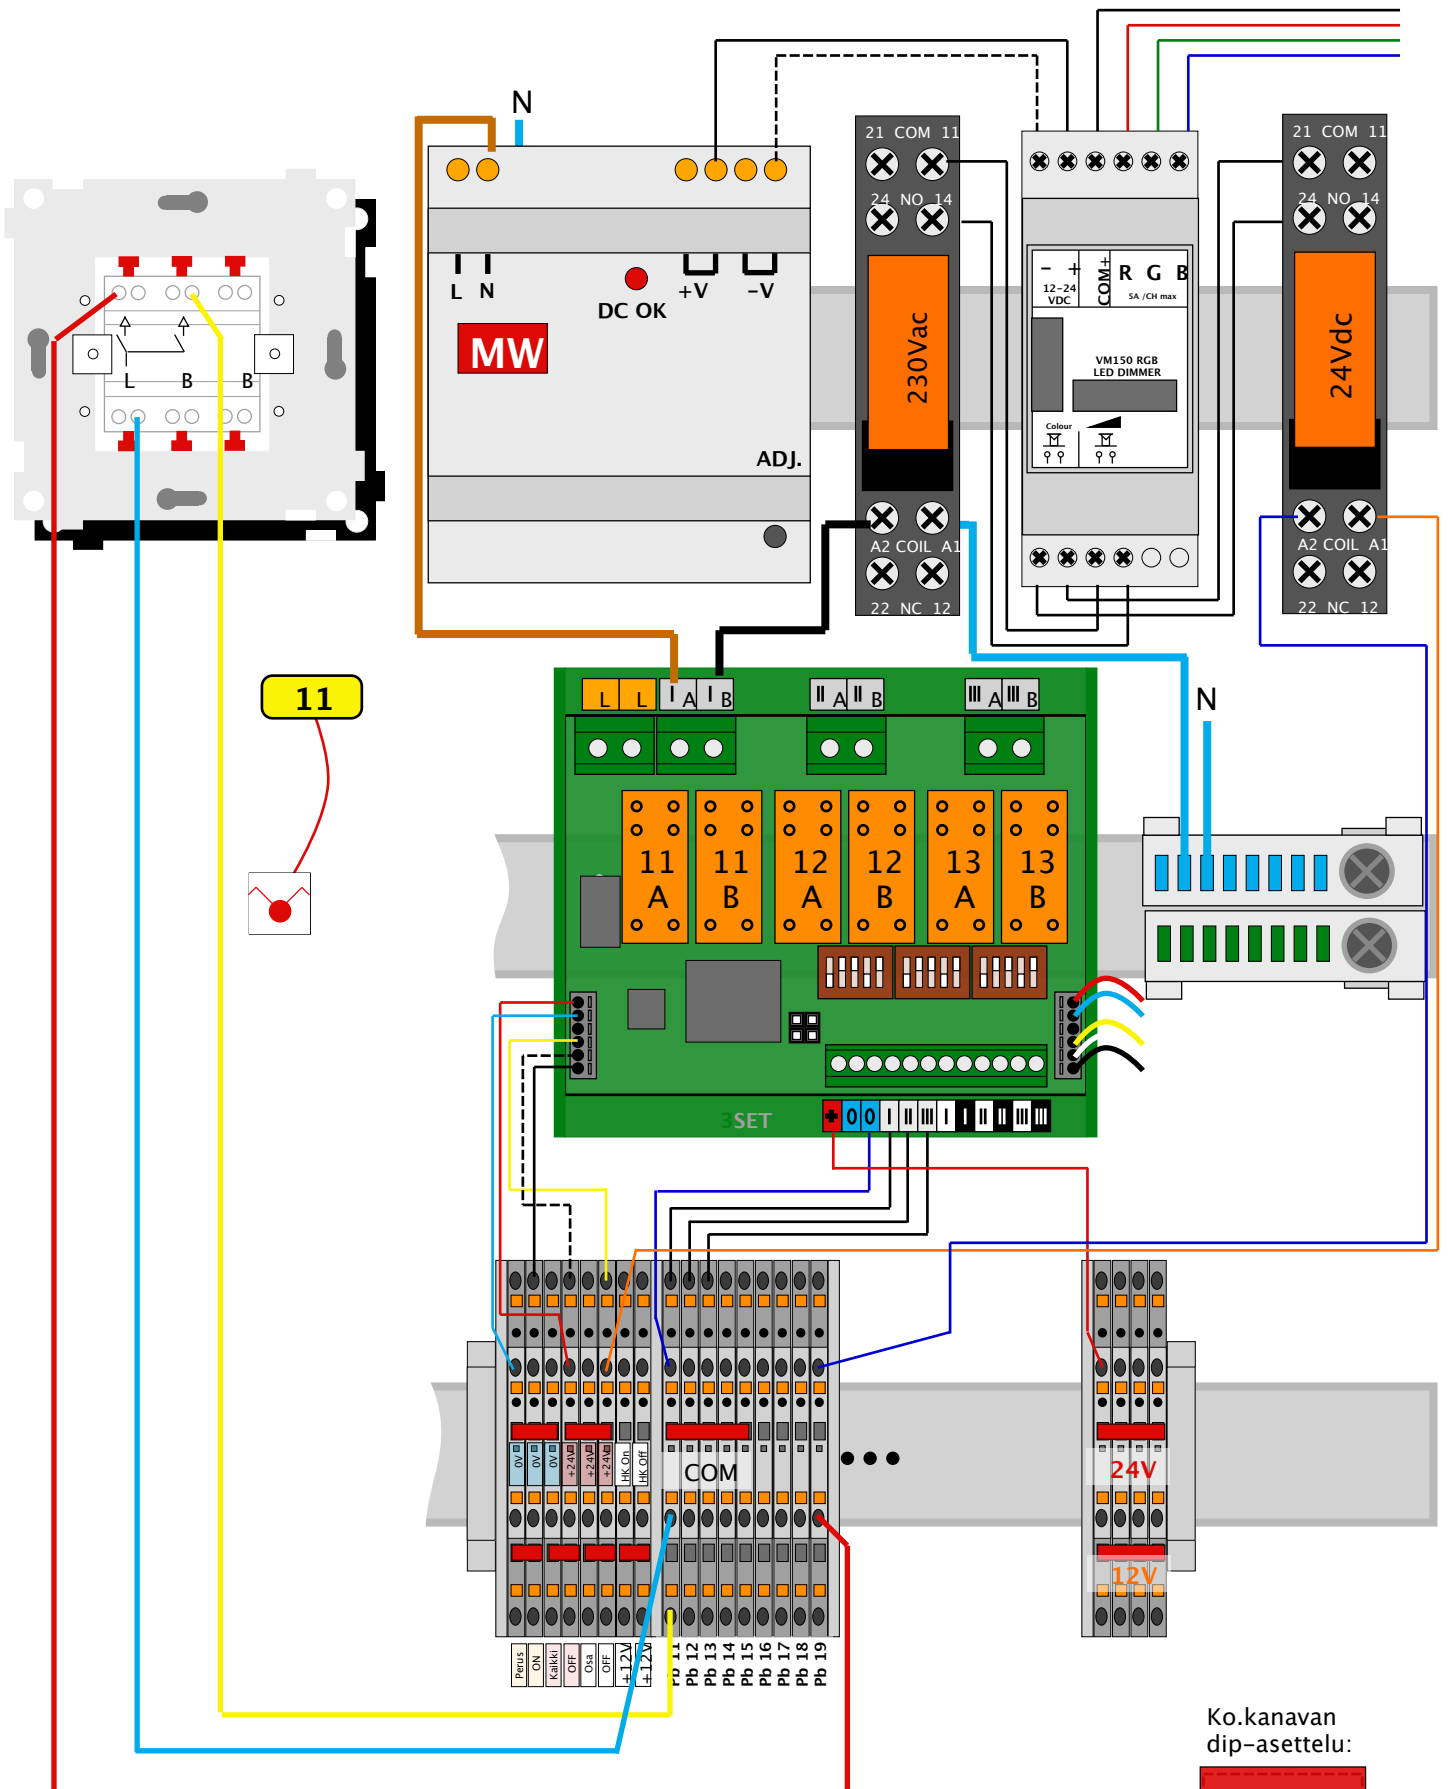 N
21 COM 11
24 NO 14
230Vac
A2 COIL A1
22 NC 12
21 COM 11
24 NO 14
24Vdc
A2 COIL A1
22 NC 12
L N
DC OK
+V -V
MW
ADJ.
- +
12-24
VDC
COM+
R G B
5A /CH max
VM150 RGB
LED DIMMER
Colour
L B B
11
N
L L I A I B
II A II B
III A III B
11
A
11
B
12
A
12
B
13
A
13
B
3SET
+ 0 0 I II III I I II II III III
0V
0V
0V
+24V
+24V
+24V
HK On
HK Off
COM
24V
12V
Perus
ON
Kaikki
OFF
Osa
OFF
+12V
+12V
Pb 11
Pb 12
Pb 13
Pb 14
Pb 15
Pb 16
Pb 17
Pb 18
Pb 19
Ko.kanavan
dip-asettelu: